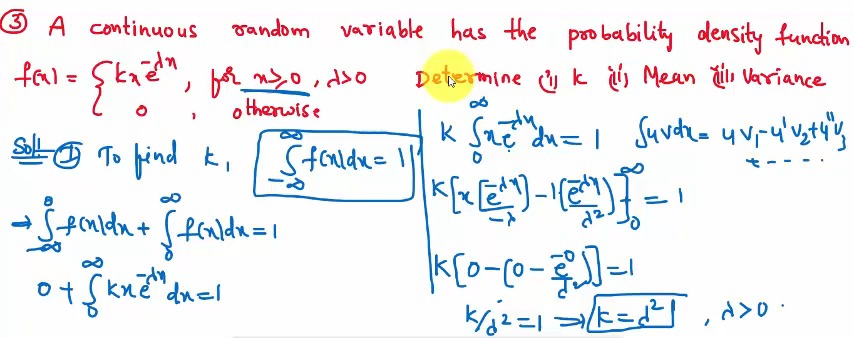 ③ A continuous random variable has the probability density function
f(x) = { kxe^{-λx}, for x≥0, λ>0   Determine (i) k (ii) Mean (iii) Variance
0, otherwise
Sol: ① To find k, ∫_{-∞}^{∞} f(x)dx = 1
⇒ ∫_{-∞}^{0} f(x)dx + ∫_{0}^{∞} f(x)dx = 1
0 + ∫_{0}^{∞} kxe^{-λx}dx = 1
k ∫_{0}^{∞} xe^{-λx}dx = 1   ∫uvdx = uv₁ - u'v₂ + u''v₃
+ - - - - -
k[x[e^{-λx}/-λ] - 1(e^{-λx}/λ²)]_{0}^{∞} = 1
k[0 - (0 - e^{-0}/λ²)] = 1
k/λ² = 1 ⇒ k = λ², λ>0